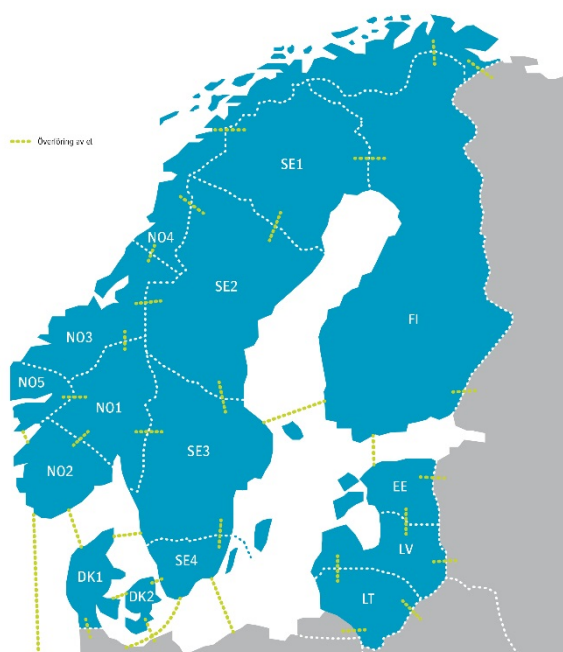 Överföring av el
SE1
NO4
SE2
FI
NO3
NO5
NO1
SE3
NO2
EE
LV
SE4
DK1
DK2
LT